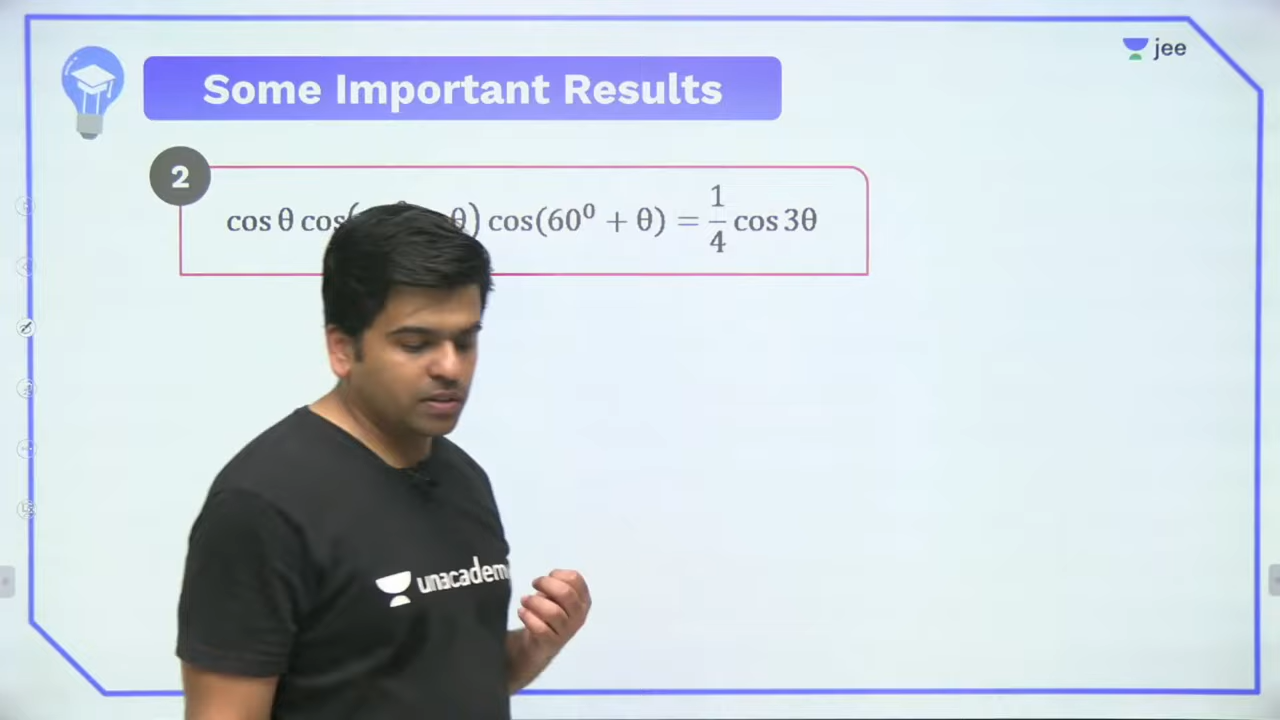 jee
Some Important Results
2
cos θ cos( θ) cos(60⁰ + θ) = 1/4 cos 3θ
unacadem